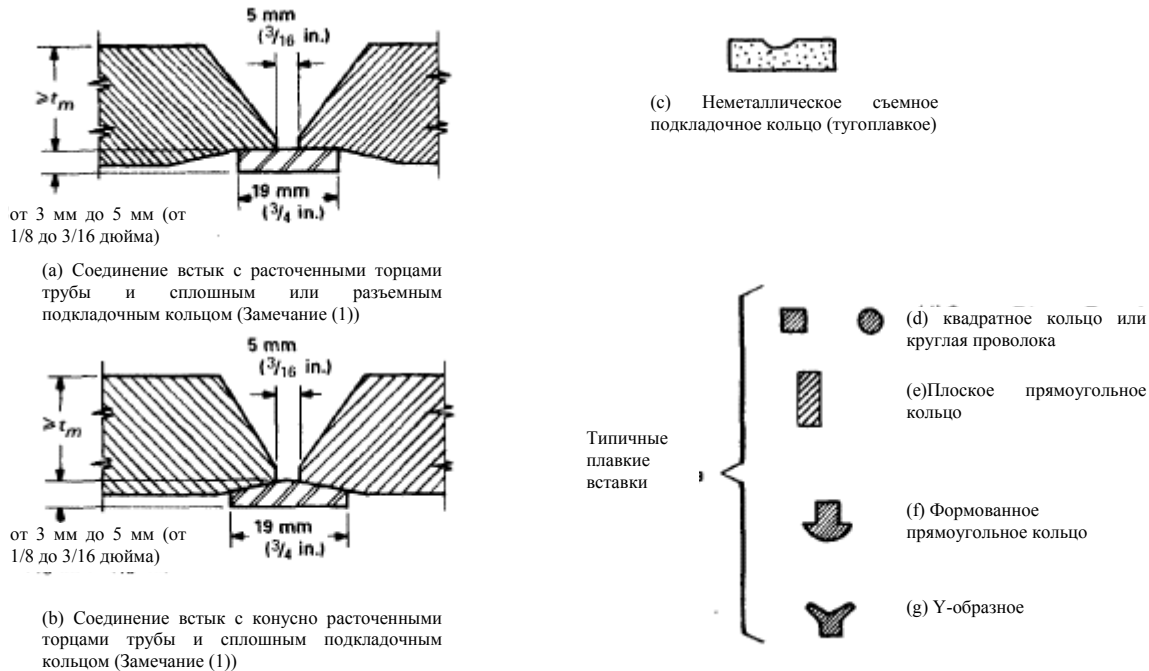 5 mm
(3/16 in.)
≥tm
19 mm
(3/4 in.)
от 3 мм до 5 мм (от
1/8 до 3/16 дюйма)
(a) Соединение встык с расточенными торцами
трубы и сплошным или разъемным
подкладочным кольцом (Замечание (1))
5 mm
(3/16 in.)
≥tm
19 mm
(3/4 in.)
от 3 мм до 5 мм (от
1/8 до 3/16 дюйма)
(b) Соединение встык с конусно расточенными
торцами трубы и сплошным подкладочным
кольцом (Замечание (1))
(c) Неметаллическое съемное
подкладочное кольцо (тугоплавкое)
Типичные
плавкие
вставки
(d) квадратное кольцо или
круглая проволока
(e)Плоское прямоугольное
кольцо
(f) Формованное
прямоугольное кольцо
(g) Y-образное